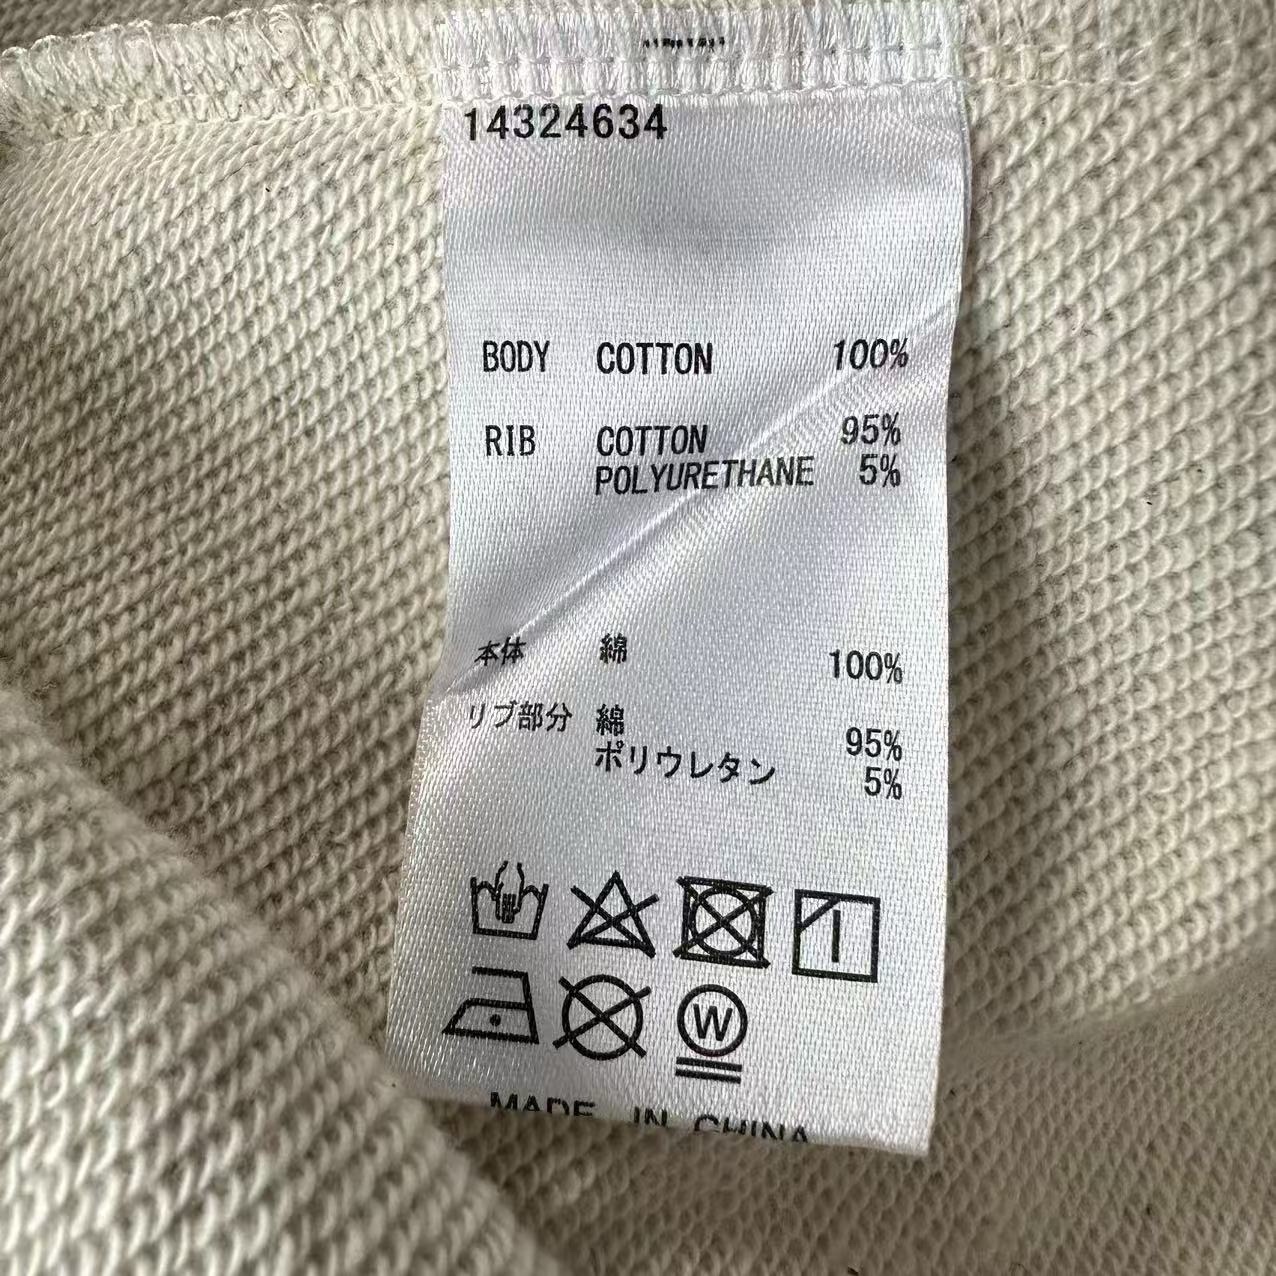 14324634
BODY COTTON 100%
RIB COTTON 95%
POLYURETHANE 5%
本体 綿 100%
リブ部分 綿 95%
ポリウレタン 5%
W
MADE IN CHINA